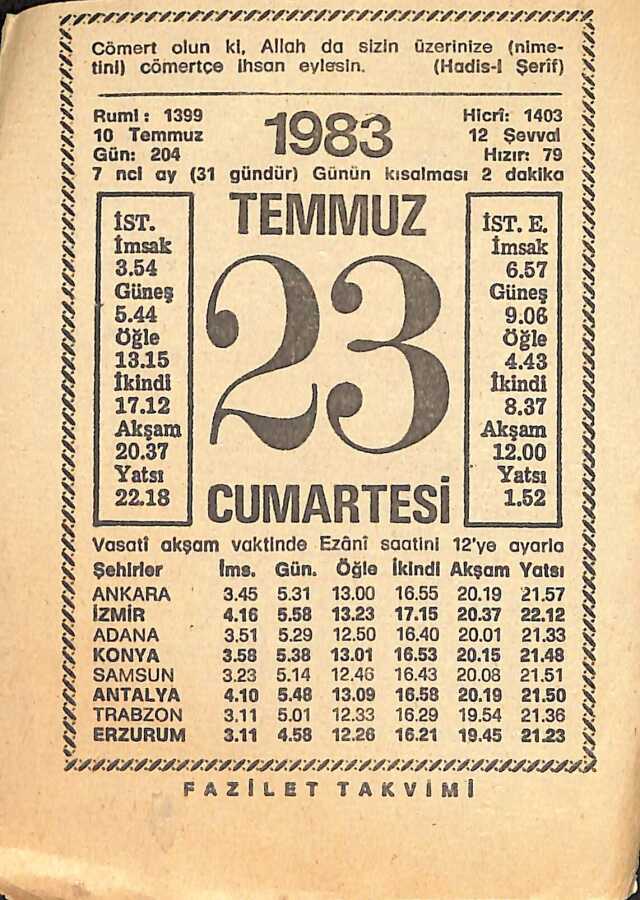 Cömert olun ki, Allah da sizin üzerinize (nime-
tini) cömertçe ihsan eylesin. (Hadis-i Şerif)
Rumî: 1399 1983 Hicrî: 1403
10 Temmuz 12 Şevval
Gün: 204 Hızır: 79
7 nci ay (31 gündür) Günün kısalması 2 dakika
TEMMUZ
23
CUMARTESİ
İST.
İmsak
3.54
Güneş
5.44
Öğle
13.15
İkindi
17.12
Akşam
20.37
Yatsı
22.18
İST. E.
İmsak
6.57
Güneş
9.06
Öğle
4.43
İkindi
8.37
Akşam
12.00
Yatsı
1.52
Vasatî akşam vaktinde Ezânî saatini 12'ye ayarla
Şehirler İms. Gün. Öğle İkindi Akşam Yatsı
ANKARA 3.45 5.31 13.00 16.55 20.19 21.57
İZMİR 4.16 5.58 13.23 17.15 20.37 22.12
ADANA 3.51 5.29 12.50 16.40 20.01 21.33
KONYA 3.58 5.38 13.01 16.53 20.15 21.48
SAMSUN 3.23 5.14 12.46 16.43 20.08 21.51
ANTALYA 4.10 5.48 13.09 16.58 20.19 21.50
TRABZON 3.11 5.01 12.33 16.29 19.54 21.36
ERZURUM 3.11 4.58 12.26 16.21 19.45 21.23
FAZİLET TAKVİMİ